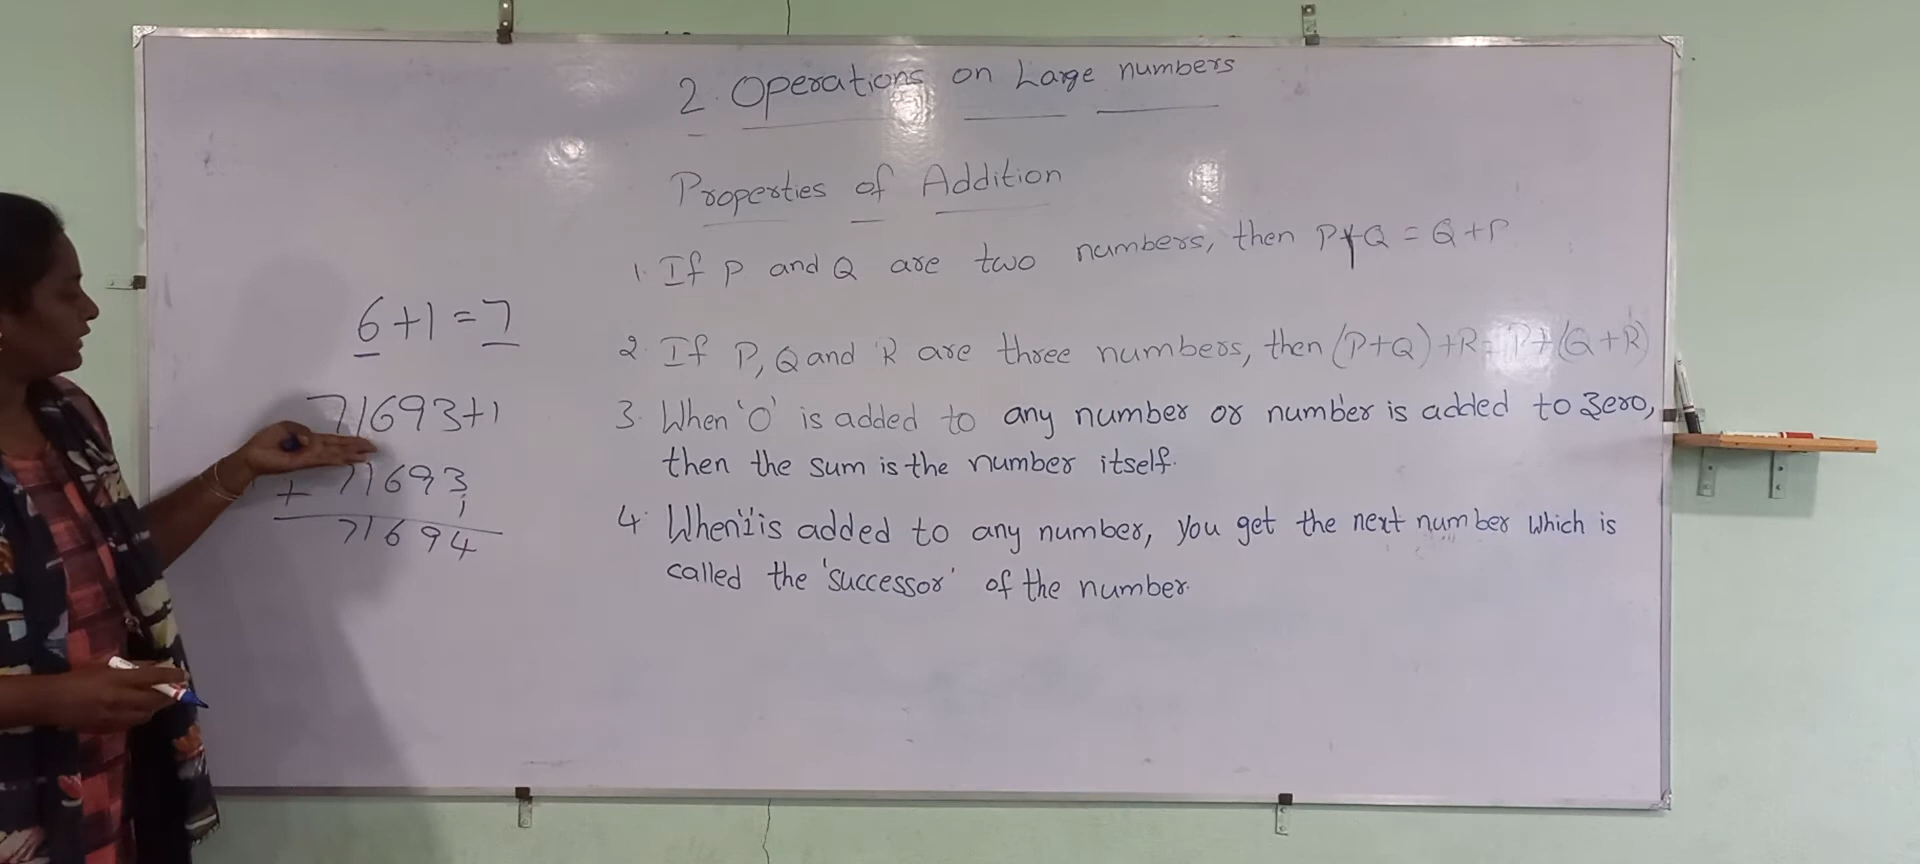 2. Operations on Large numbers
Properties of Addition
1. If P and Q are two numbers, then P+Q = Q+P
2. If P, Q and R are three numbers, then (P+Q)+R = P+(Q+R)
3. When 'O' is added to any number or number is added to Zero,
then the sum is the number itself.
4. When '1' is added to any number, you get the next number which is
called the 'successor' of the number.
6+1=7
71693+1
71693
+ 1
71694